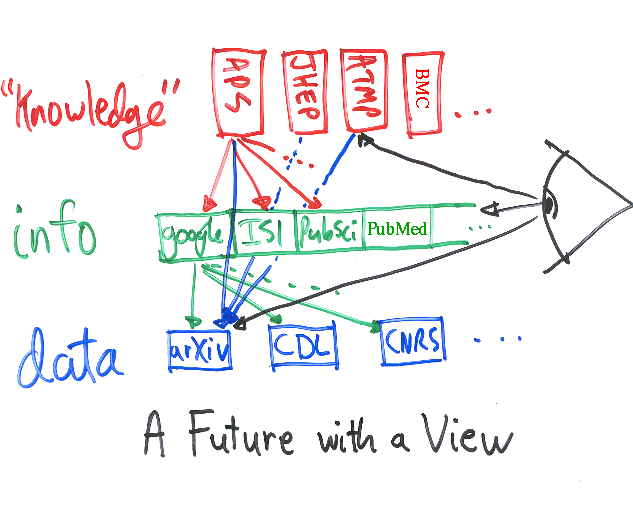 "Knowledge" APS JHEP ATMP BMC ...
info google ISI PubSci PubMed ...
data arXiv CDL CNRS ...
A Future with a View